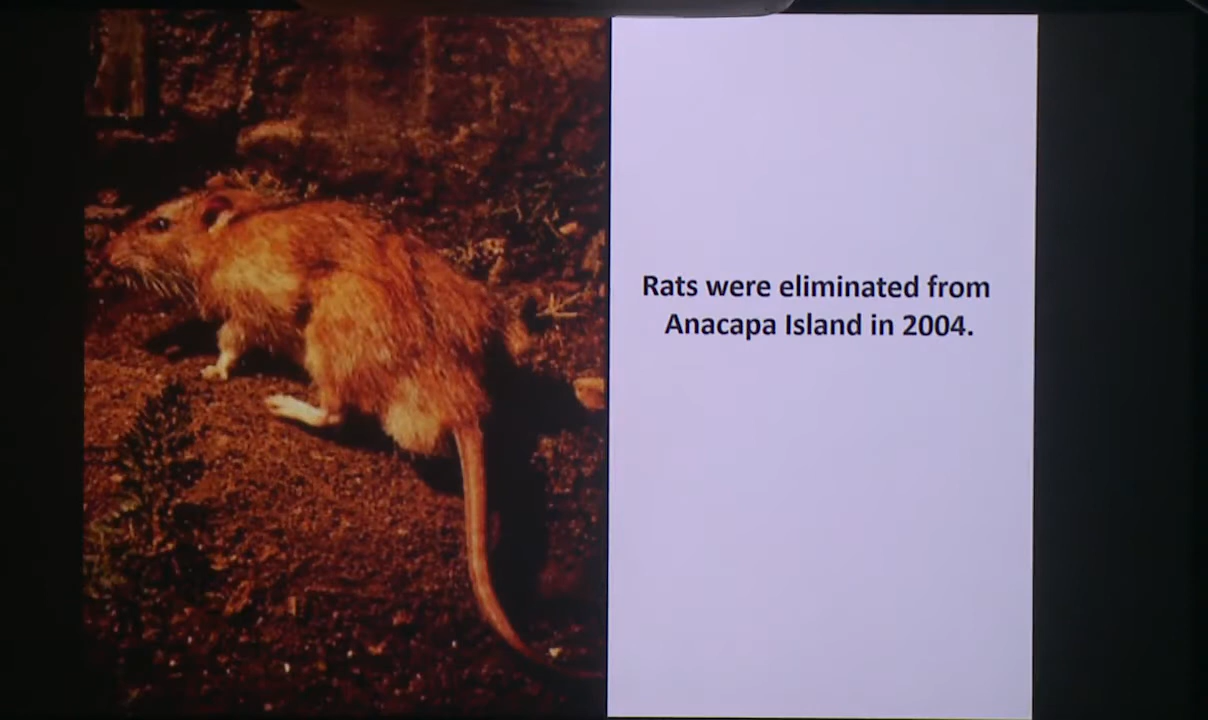 Rats were eliminated from
Anacapa Island in 2004.